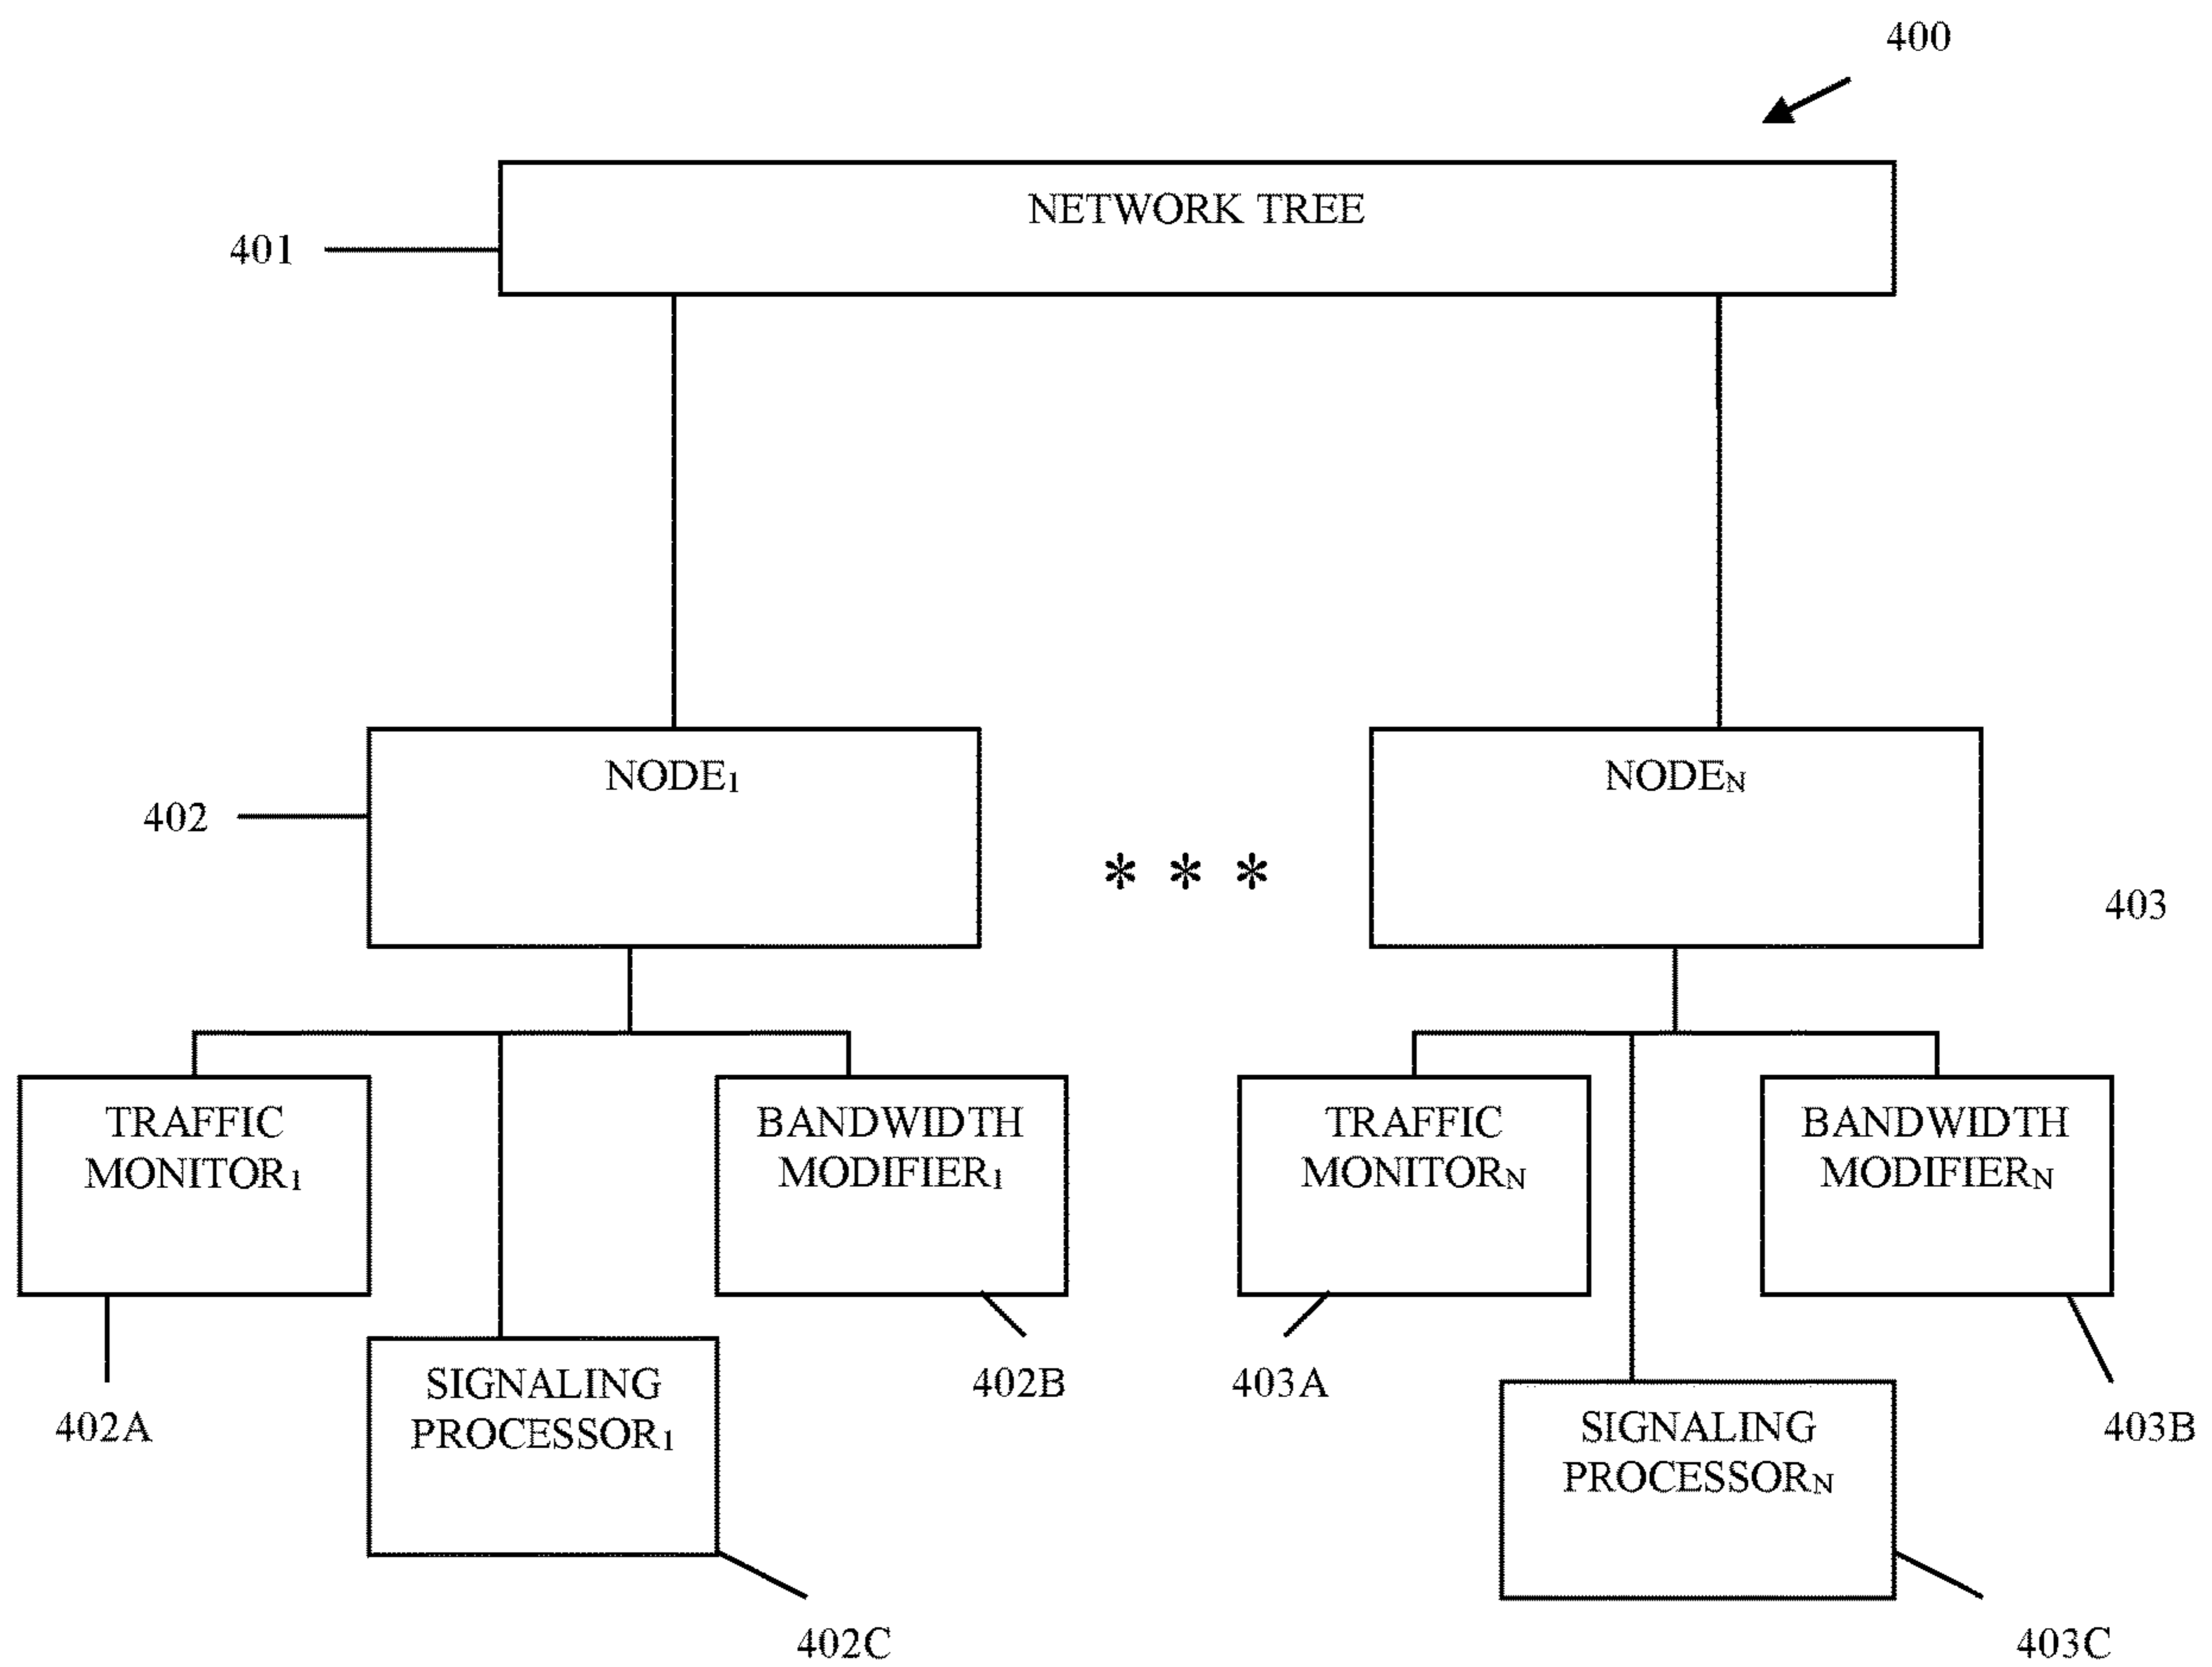 400
NETWORK TREE
401
NODE₁
NODEN
402
* * *
403
TRAFFIC
MONITOR₁
BANDWIDTH
MODIFIER₁
TRAFFIC
MONITORN
BANDWIDTH
MODIFIERN
SIGNALING
PROCESSOR₁
402B
403A
402A
SIGNALING
PROCESSORN
403B
402C
403C